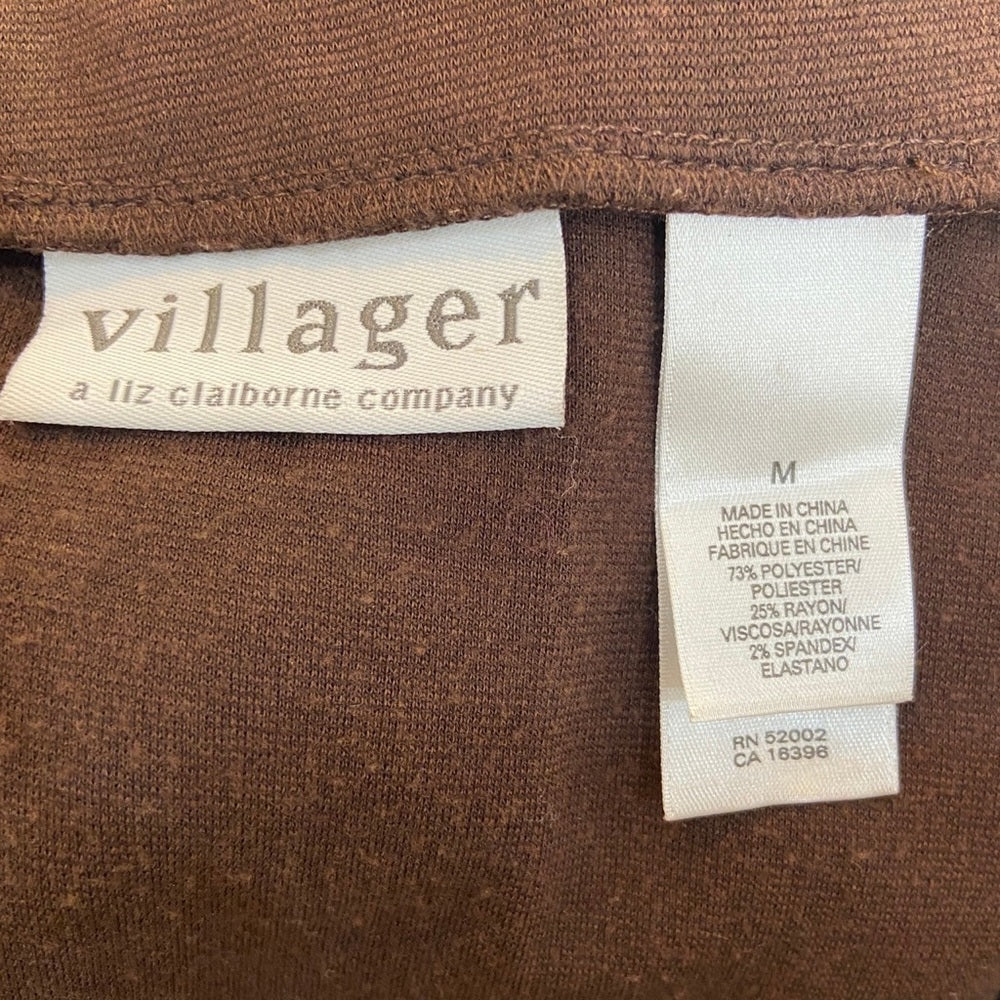 villager
a liz claiborne company
M
MADE IN CHINA
HECHO EN CHINA
FABRIQUE EN CHINE
73% POLYESTER/
POLIESTER
25% RAYON/
VISCOSA/RAYONNE
2% SPANDEX/
ELASTANO
RN 52002
CA 16396